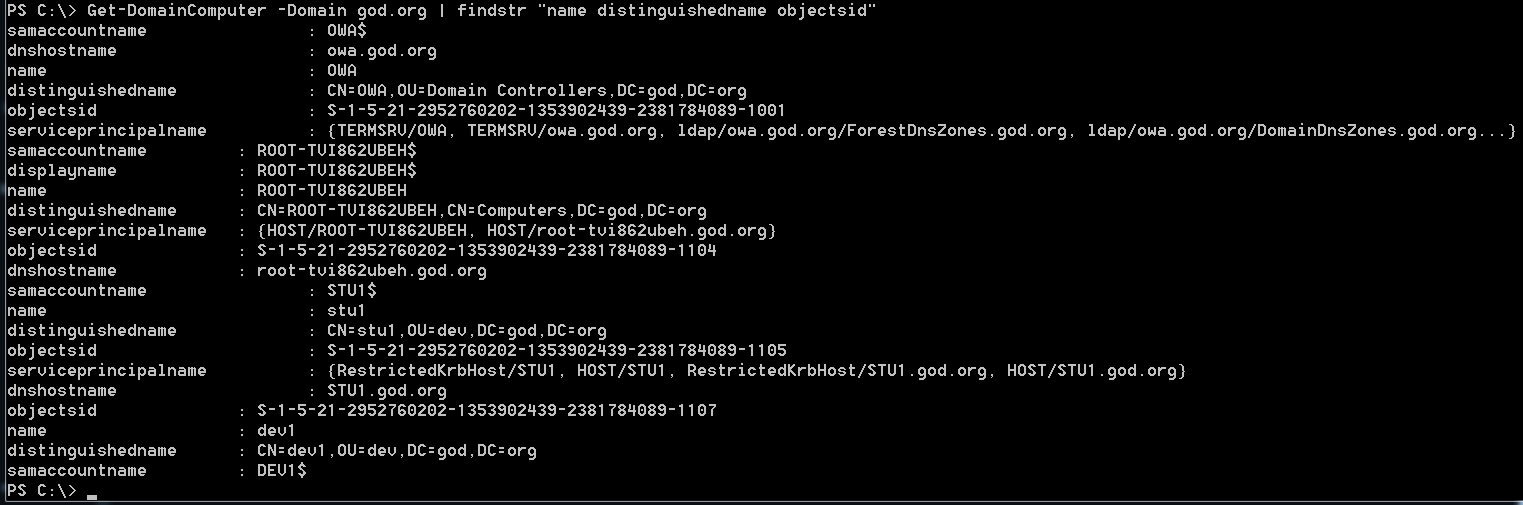 PS C:\> Get-DomainComputer -Domain god.org | findstr "name distinguishedname objectsid"
samaccountname                : OWA$
dnshostname                   : owa.god.org
name                          : OWA
distinguishedname             : CN=OWA,OU=Domain Controllers,DC=god,DC=org
objectsid                     : S-1-5-21-2952760202-1353902439-2381784089-1001
serviceprincipalname          : {TERMSRV/OWA, TERMSRV/owa.god.org, ldap/owa.god.org/ForestDnsZones.god.org, ldap/owa.god.org/DomainDnsZones.god.org...}
samaccountname         : ROOT-TVI862UBEH$
displayname            : ROOT-TVI862UBEH$
name                   : ROOT-TVI862UBEH
distinguishedname      : CN=ROOT-TVI862UBEH,CN=Computers,DC=god,DC=org
serviceprincipalname   : {HOST/ROOT-TVI862UBEH, HOST/root-tvi862ubeh.god.org}
objectsid              : S-1-5-21-2952760202-1353902439-2381784089-1104
dnshostname            : root-tvi862ubeh.god.org
samaccountname                : STU1$
name                          : stu1
distinguishedname             : CN=stu1,OU=dev,DC=god,DC=org
objectsid                     : S-1-5-21-2952760202-1353902439-2381784089-1105
serviceprincipalname          : {RestrictedKrbHost/STU1, HOST/STU1, RestrictedKrbHost/STU1.god.org, HOST/STU1.god.org}
dnshostname                   : STU1.god.org
objectsid              : S-1-5-21-2952760202-1353902439-2381784089-1107
name                   : dev1
distinguishedname      : CN=dev1,OU=dev,DC=god,DC=org
samaccountname         : DEV1$
PS C:\> _